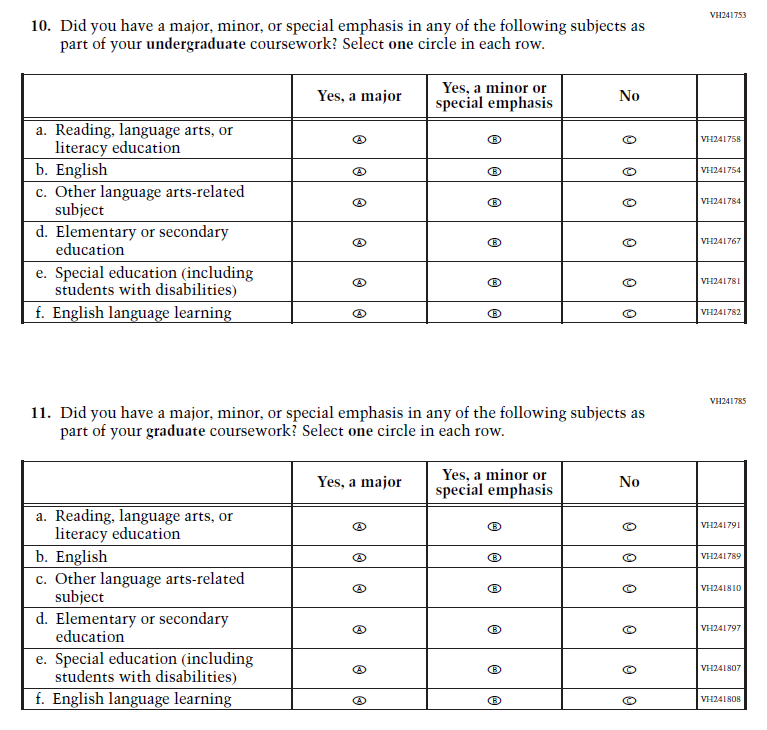 VH241753
10. Did you have a major, minor, or special emphasis in any of the following subjects as
part of your undergraduate coursework? Select one circle in each row.
Yes, a major
Yes, a minor or
special emphasis
No
a. Reading, language arts, or
literacy education
A B C VH241758
b. English A B C VH241754
c. Other language arts-related
subject
A B C VH241784
d. Elementary or secondary
education
A B C VH241767
e. Special education (including
students with disabilities)
A B C VH241781
f. English language learning A B C VH241782
VH241785
11. Did you have a major, minor, or special emphasis in any of the following subjects as
part of your graduate coursework? Select one circle in each row.
Yes, a major
Yes, a minor or
special emphasis
No
a. Reading, language arts, or
literacy education
A B C VH241791
b. English A B C VH241789
c. Other language arts-related
subject
A B C VH241810
d. Elementary or secondary
education
A B C VH241797
e. Special education (including
students with disabilities)
A B C VH241807
f. English language learning A B C VH241808